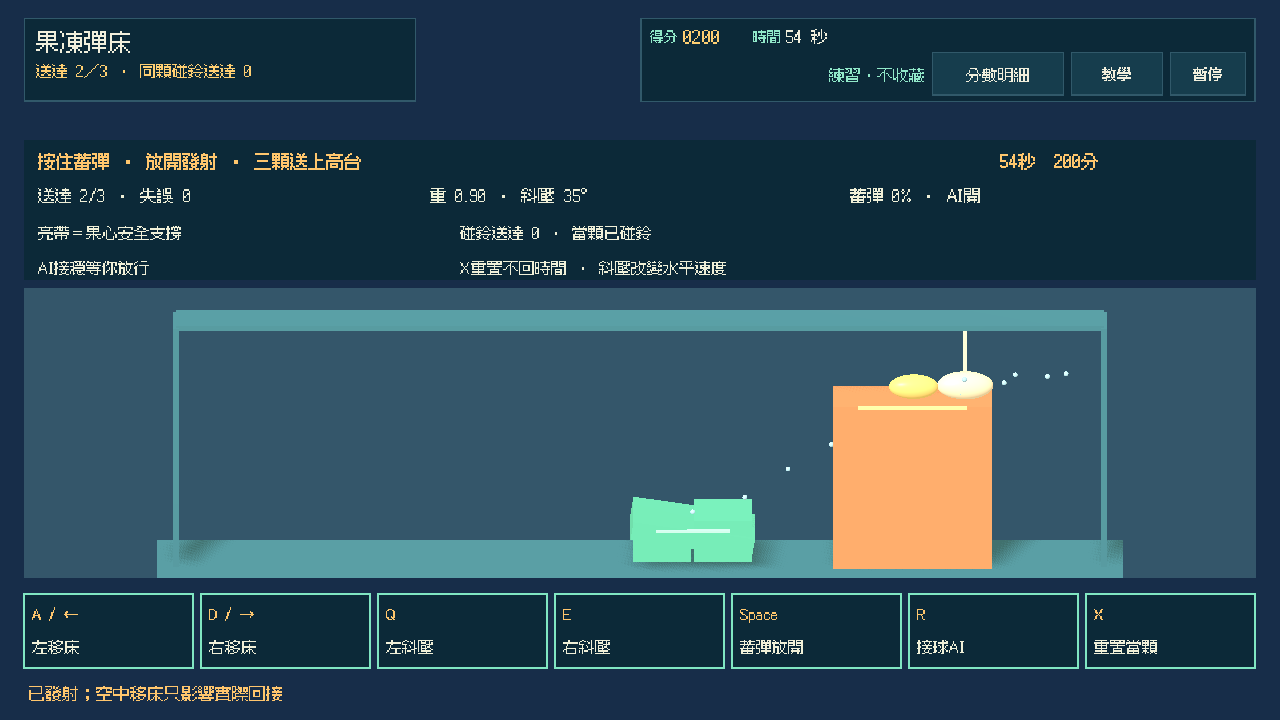 果凍彈床
送達 2/3 · 同顆碰鈴送達 0
得分 0200 時間 54 秒
練習 · 不收藏 分數明細 教學 暫停
按住蓄彈 · 放開發射 · 三顆送上高台 54秒 200分
送達 2/3 · 失誤 0 重 0.90 · 斜壓 35° 蓄彈 0% · AI開
亮帶＝果心安全支撐 碰鈴送達 0 · 當顆已碰鈴
AI接穩等你放行 X重置不回時間 · 斜壓改變水平速度
A / ← D / → Q E Space R X
左移床 右移床 左斜壓 右斜壓 蓄彈放開 接球AI 重置當顆
已發射；空中移床只影響實際回接